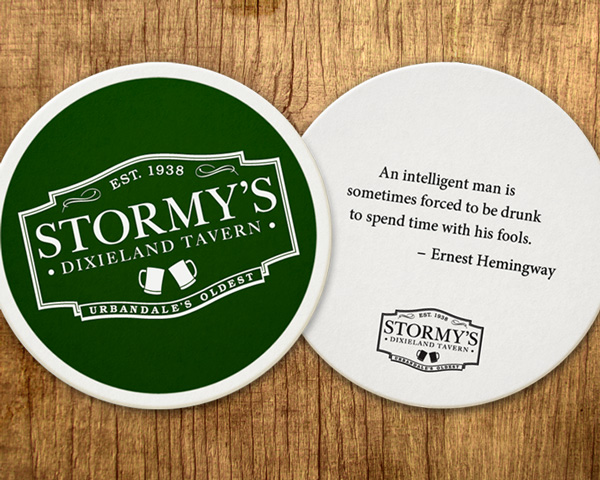 EST. 1938
STORMY'S
• DIXIELAND TAVERN •
URBANDALE'S OLDEST
An intelligent man is
sometimes forced to be drunk
to spend time with his fools.
– Ernest Hemingway
EST. 1938
STORMY'S
• DIXIELAND TAVERN •
URBANDALE'S OLDEST